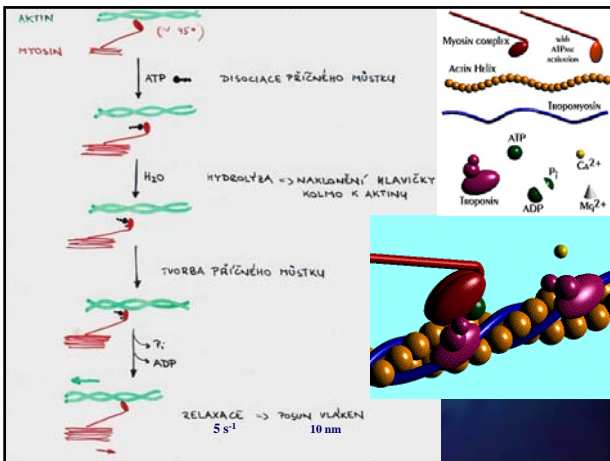 AKTIN
MYOSIN
(~ 45°)
ATP
DISOCIACE PŘÍČNÉHO MŮSTKU
H2O
HYDROLÝZA => NAKLONĚNÍ HLAVIČKY
KOLMO K AKTINU
TVORBA PŘÍČNÉHO MŮSTKU
Pi
ADP
RELAXACE => POSUN VLÁKEN
5 s-1 10 nm
Myosin complex
with
ATPase
activation
Actin Helix
Tropomyosin
ATP
Ca2+
Pi
Troponin
ADP
Mg2+